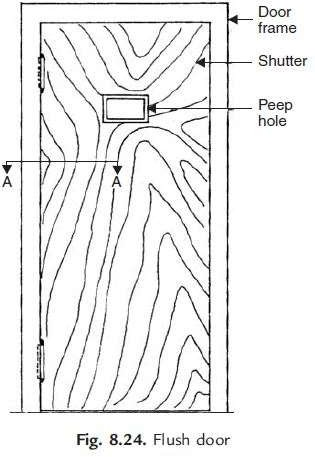 Door
frame
Shutter
Peep
hole
A A
Fig. 8.24. Flush door